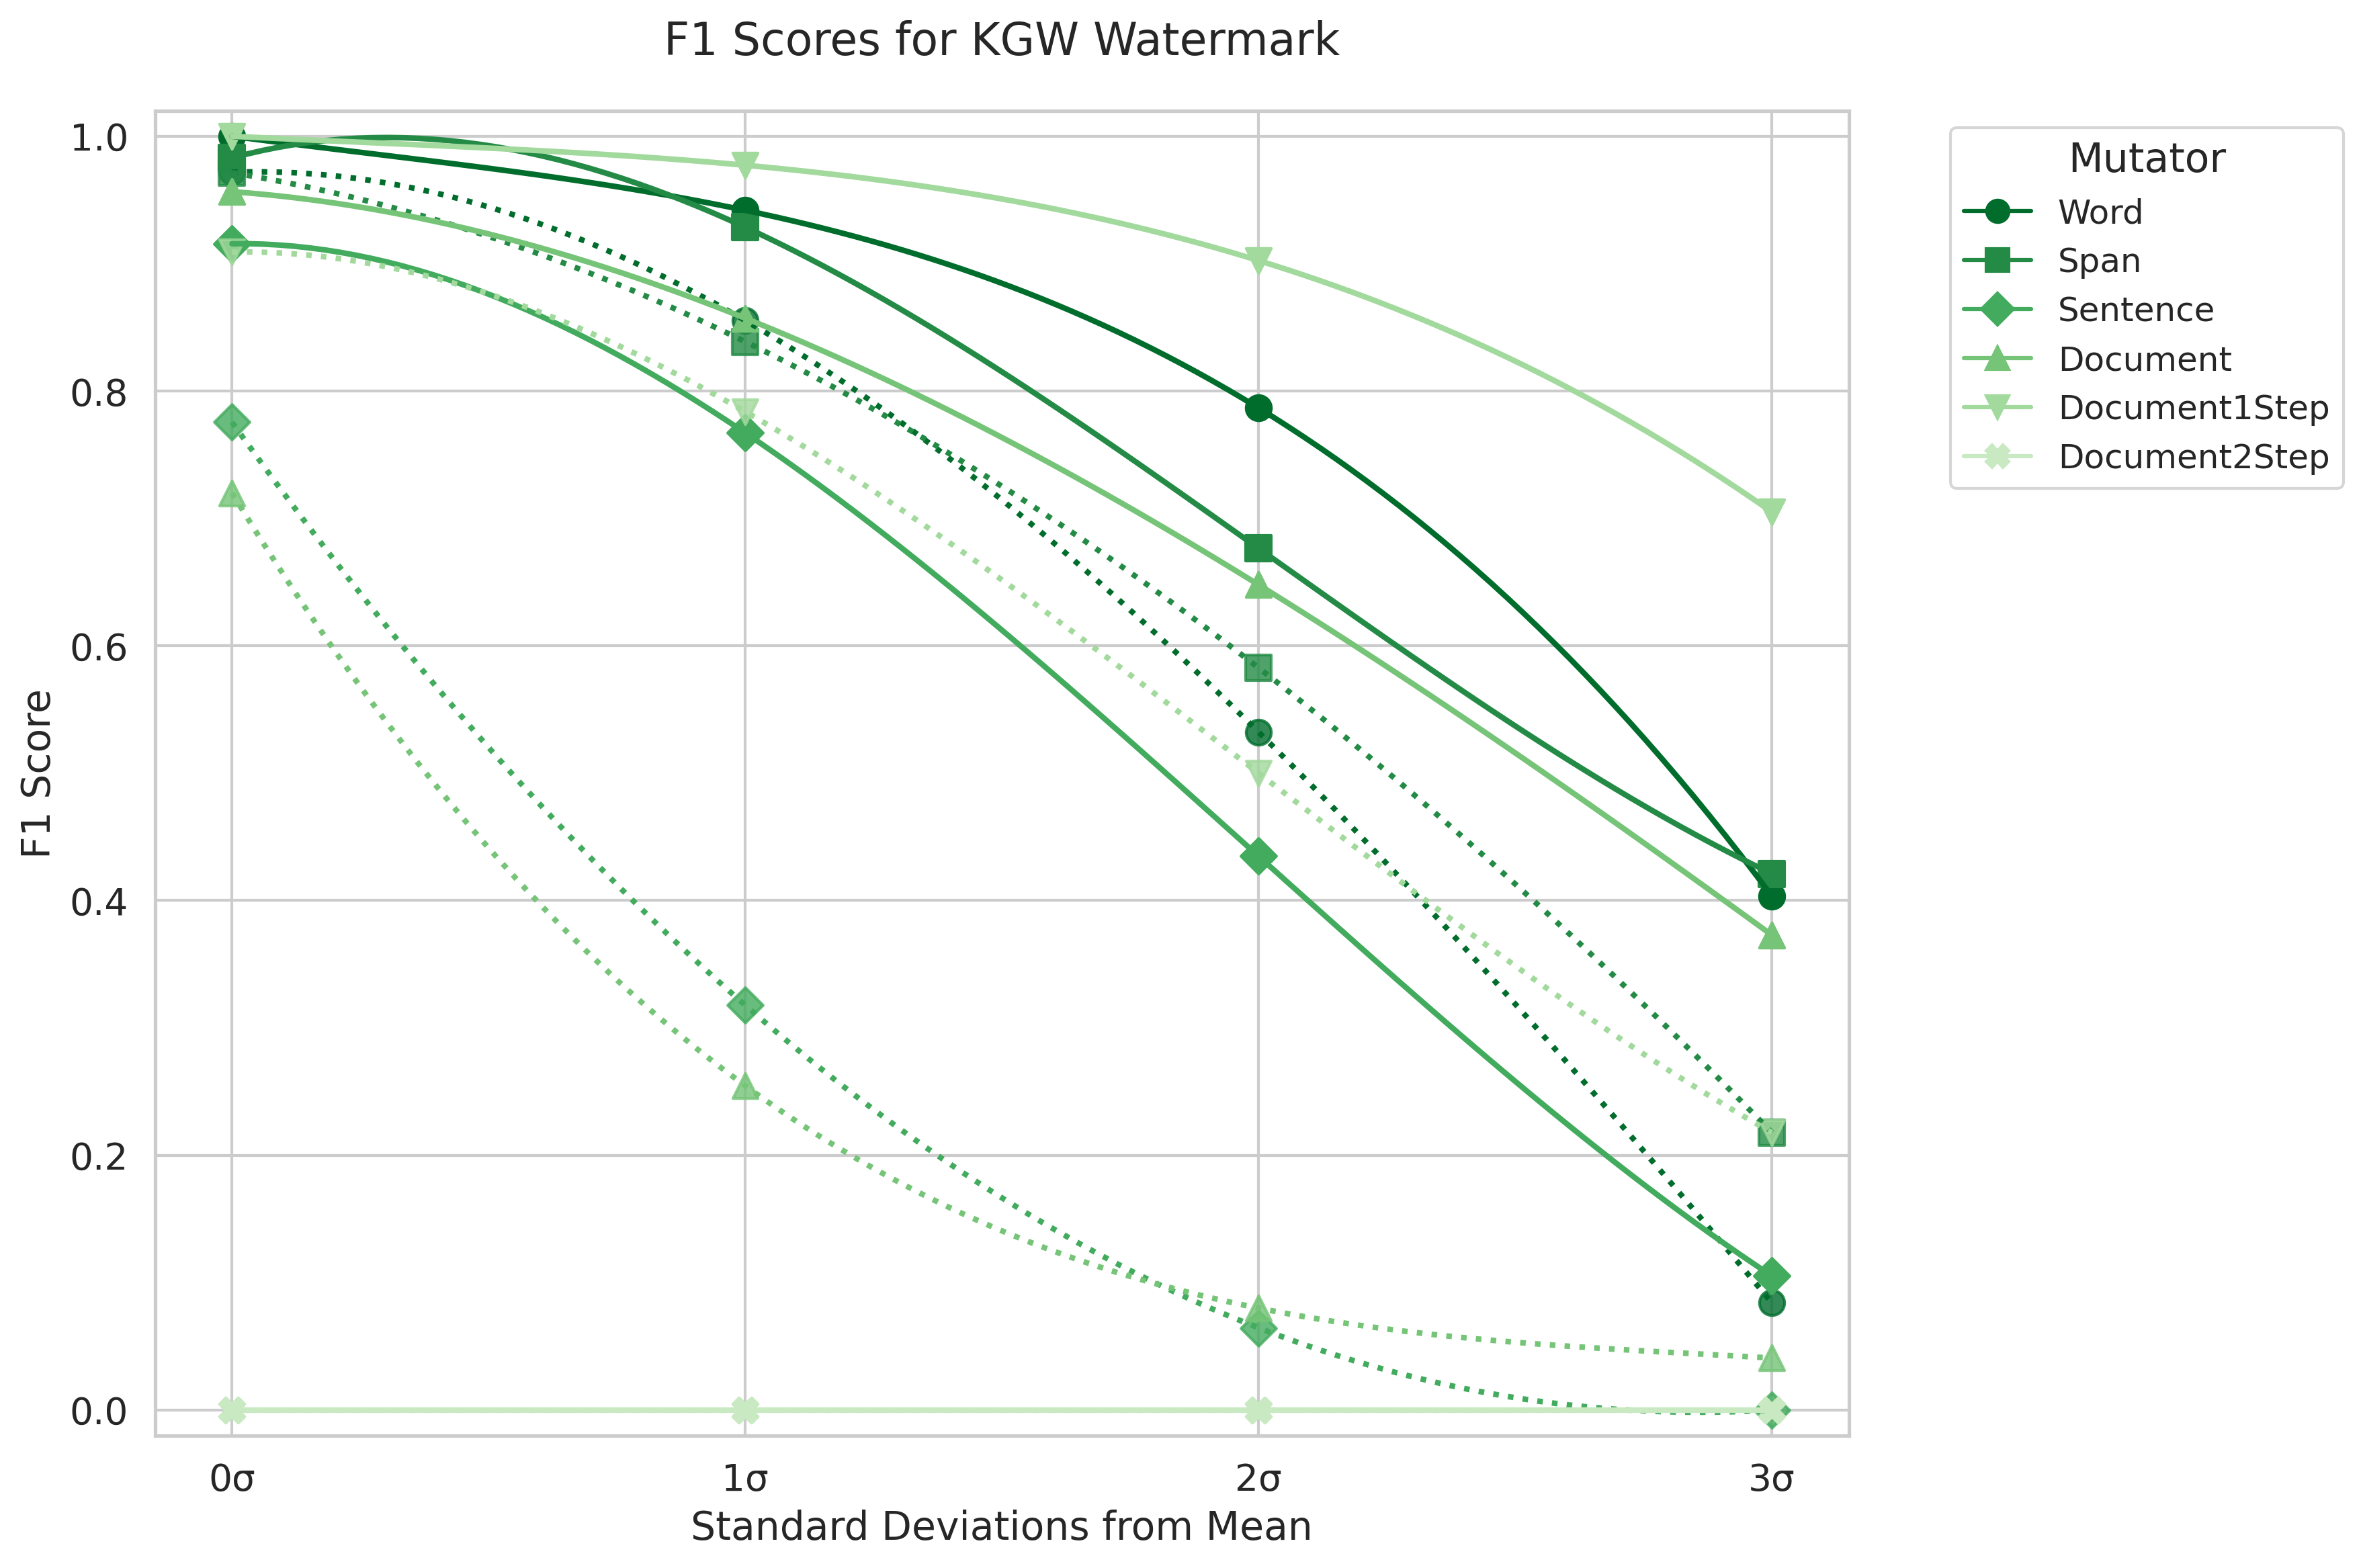 F1 Scores for KGW Watermark
Mutator
Word
Span
Sentence
Document
Document1Step
Document2Step
F1 Score
1.0
0.8
0.6
0.4
0.2
0.0
0σ
1σ
2σ
3σ
Standard Deviations from Mean